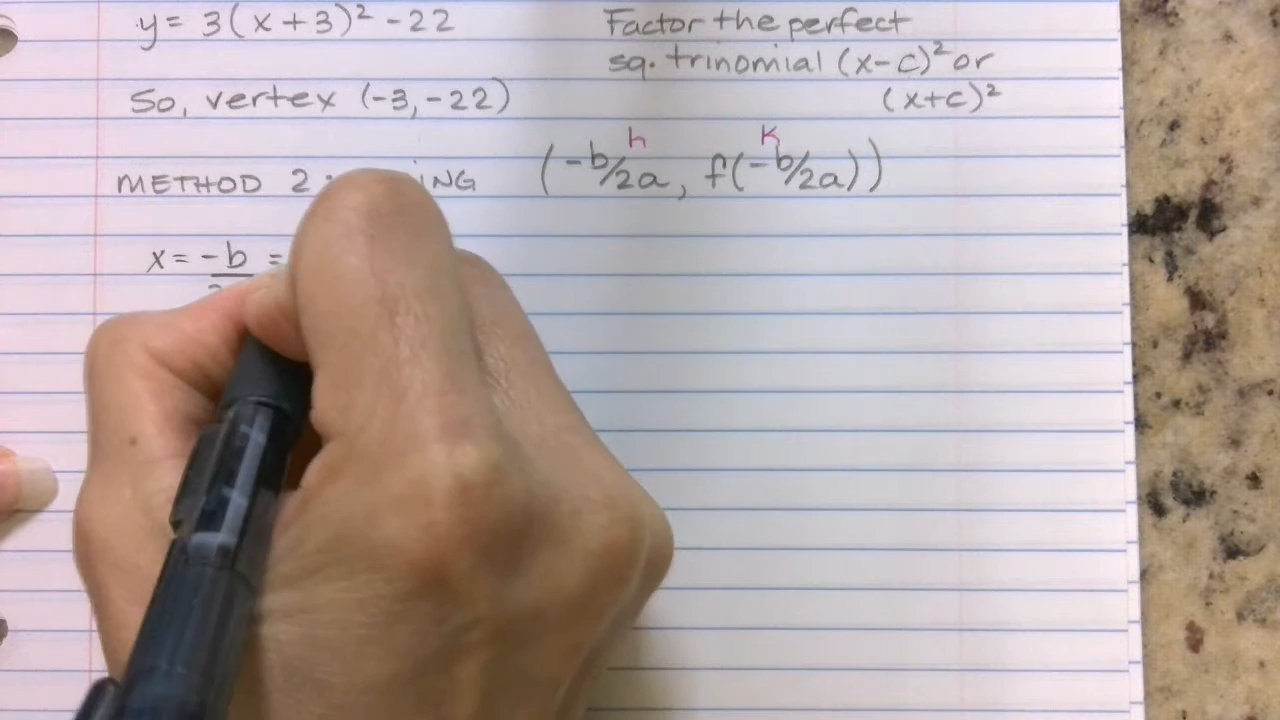 y = 3(x+3)² - 22
Factor the perfect
sq. trinomial (x-c)² or
(x+c)²
So, vertex (-3, -22)
h k
METHOD 2: (-b/2a, f(-b/2a))
x = -b =